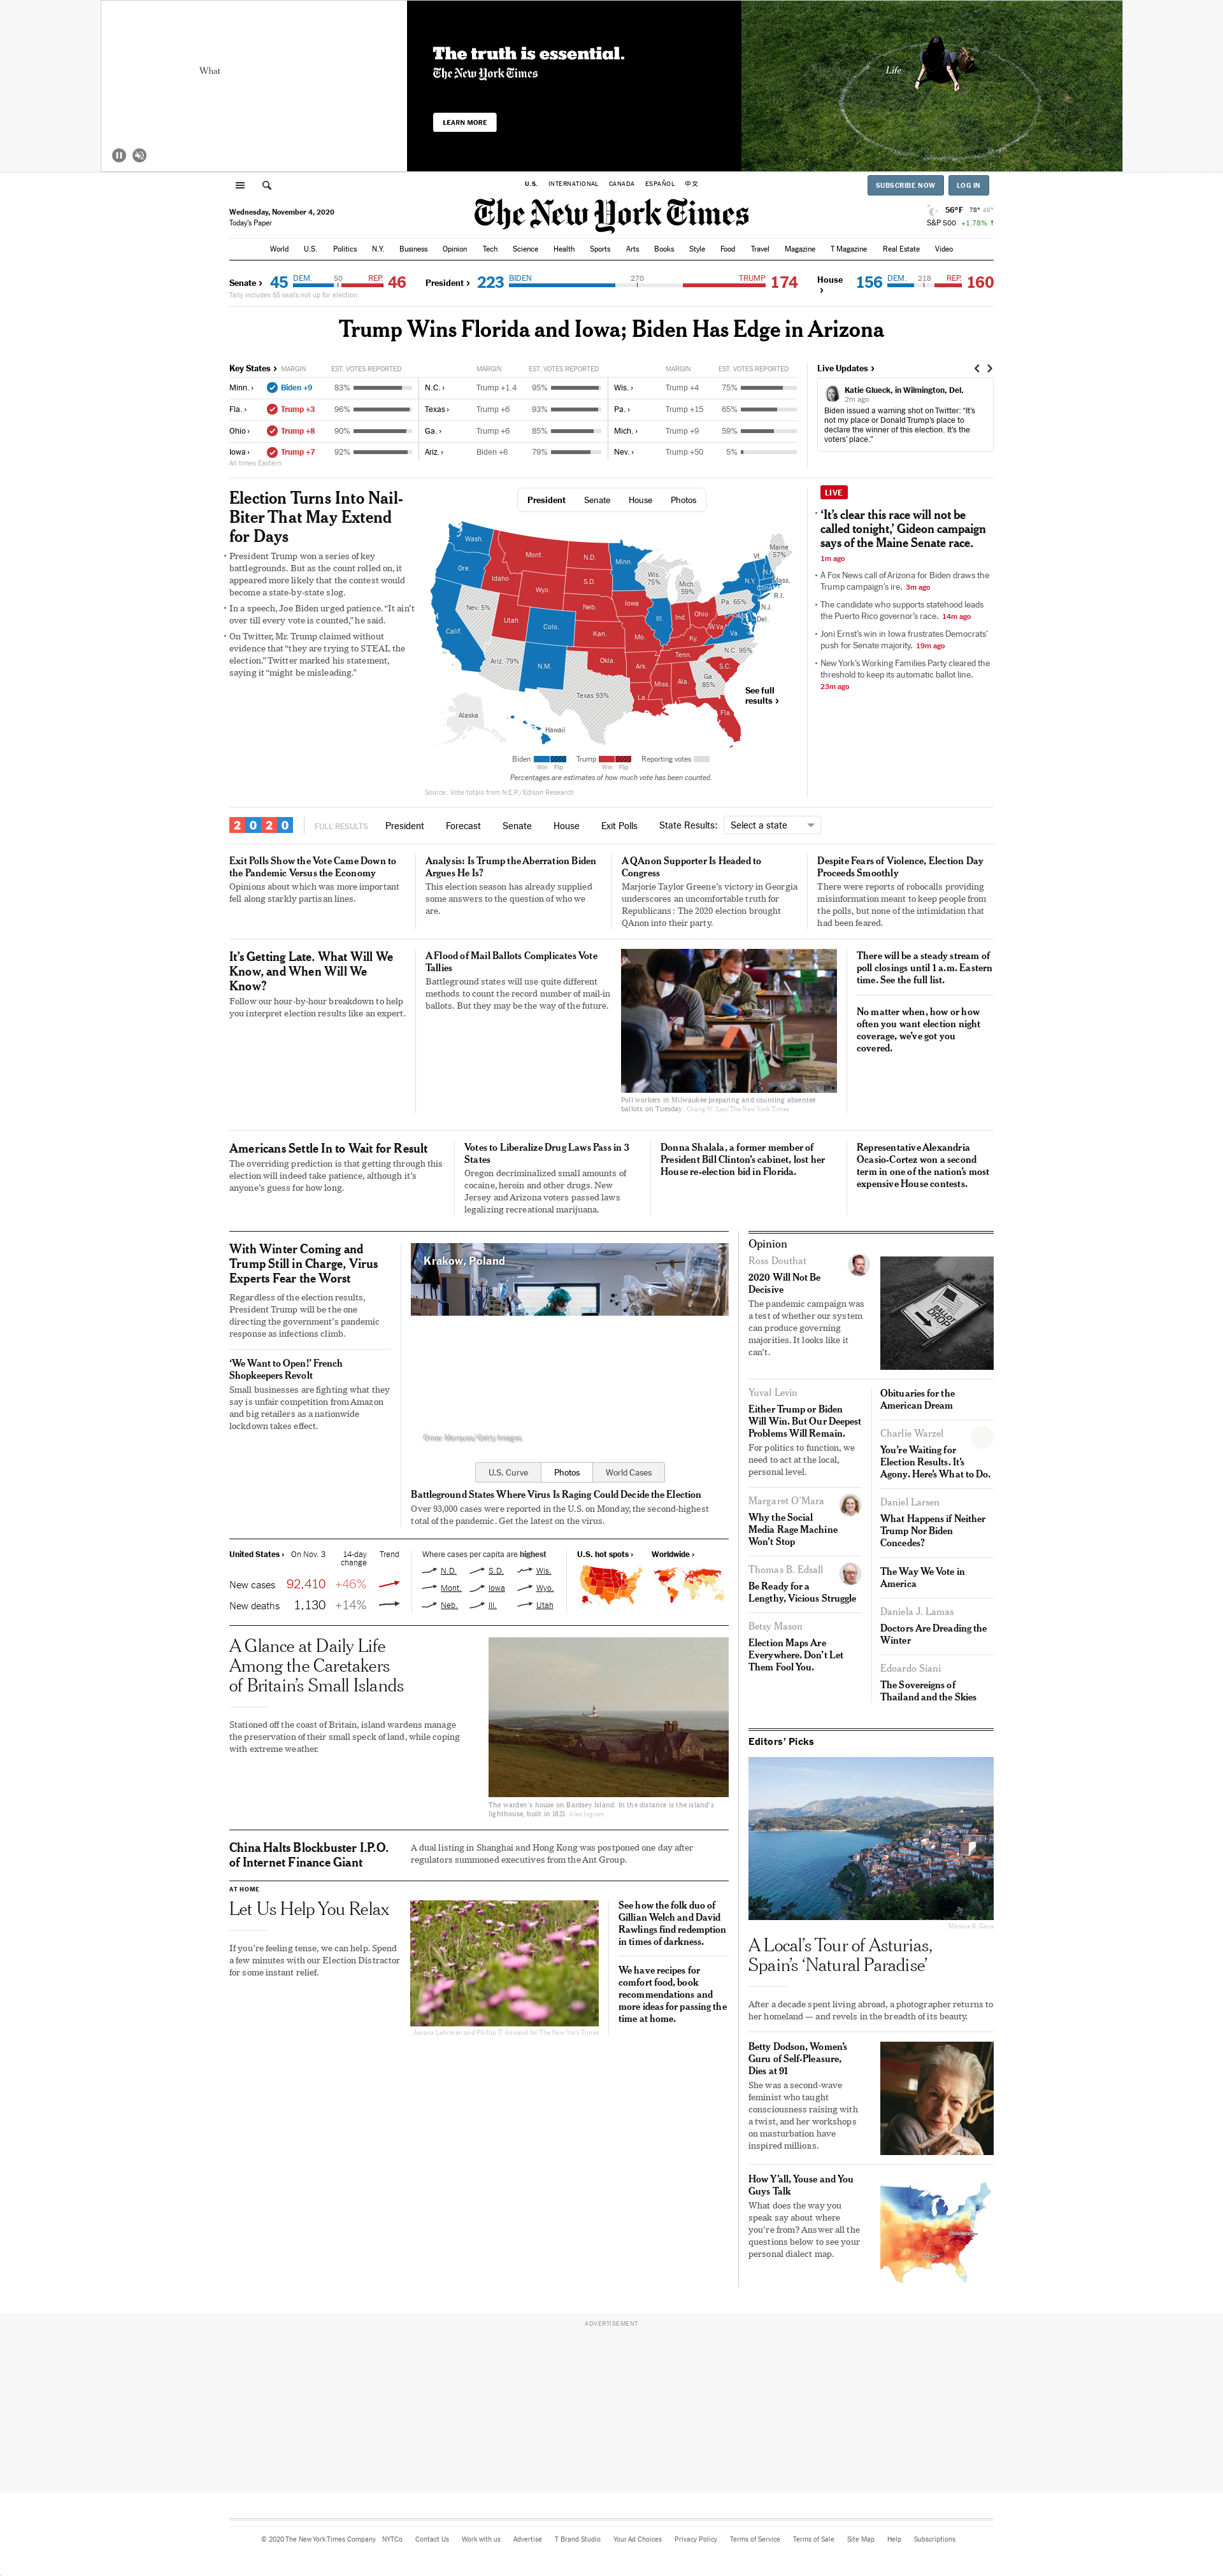 What
The truth is essential.
The New York Times
LEARN MORE
Life
U.S. INTERNATIONAL CANADA ESPAÑOL 中文
SUBSCRIBE NOW LOG IN
Wednesday, November 4, 2020
Today's Paper
The New York Times
56°F 78° 48°
S&P 500 +1.78% ↑
World U.S. Politics N.Y. Business Opinion Tech Science Health Sports Arts Books Style Food Travel Magazine T Magazine Real Estate Video
Senate › 45 DEM. 50 REP. 46
President › 223 BIDEN 270 TRUMP 174
House › 156 DEM. 218 REP. 160
Tally includes 65 seats not up for election.
Trump Wins Florida and Iowa; Biden Has Edge in Arizona
Key States › MARGIN EST. VOTES REPORTED MARGIN EST. VOTES REPORTED MARGIN EST. VOTES REPORTED
Minn. › Biden +9 83% N.C. › Trump +1.4 95% Wis. › Trump +4 75%
Fla. › Trump +3 96% Texas › Trump +6 93% Pa. › Trump +15 65%
Ohio › Trump +8 90% Ga. › Trump +6 85% Mich. › Trump +9 59%
Iowa › Trump +7 92% Ariz. › Biden +6 79% Nev. › Trump +50 5%
All times Eastern
Live Updates ›
Katie Glueck, in Wilmington, Del.
2m ago
Biden issued a warning shot on Twitter: “It's
not my place or Donald Trump's place to
declare the winner of this election. It's the
voters' place.”
Election Turns Into Nail-
Biter That May Extend
for Days
• President Trump won a series of key
battlegrounds. But as the count rolled on, it
appeared more likely that the contest would
become a state-by-state slog.
• In a speech, Joe Biden urged patience. “It ain't
over till every vote is counted,” he said.
• On Twitter, Mr. Trump claimed without
evidence that “they are trying to STEAL the
election.” Twitter marked his statement,
saying it “might be misleading.”
President Senate House Photos
Wash.
Ore.
Calif.
Nev. 5%
Idaho
Mont.
Wyo.
Utah
Ariz. 79%
Colo.
N.M.
N.D.
S.D.
Neb.
Kan.
Okla.
Texas 93%
Minn.
Iowa
Mo.
Ark.
La.
Wis.
75%
Ill.
Mich.
59%
Ind.
Ohio
Ky.
Tenn.
Miss.
Ala.
Ga.
85%
Fla.
S.C.
N.C. 95%
Va.
W.Va.
Pa. 65%
N.Y.
Vt.
Maine
57%
Mass.
R.I.
N.J.
Del.
Alaska
Hawaii
See full
results ›
Biden Win Flip
Trump Win Flip
Reporting votes
Percentages are estimates of how much vote has been counted.
Source: Vote totals from N.E.P./Edison Research
LIVE
• ‘It's clear this race will not be
called tonight,’ Gideon campaign
says of the Maine Senate race.
1m ago
• A Fox News call of Arizona for Biden draws the
Trump campaign's ire. 3m ago
• The candidate who supports statehood leads
the Puerto Rico governor's race. 14m ago
• Joni Ernst's win in Iowa frustrates Democrats'
push for Senate majority. 19m ago
• New York's Working Families Party cleared the
threshold to keep its automatic ballot line.
23m ago
2020 FULL RESULTS President Forecast Senate House Exit Polls State Results: Select a state
Exit Polls Show the Vote Came Down to
the Pandemic Versus the Economy
Opinions about which was more important
fell along starkly partisan lines.
Analysis: Is Trump the Aberration Biden
Argues He Is?
This election season has already supplied
some answers to the question of who we
are.
A QAnon Supporter Is Headed to
Congress
Marjorie Taylor Greene's victory in Georgia
underscores an uncomfortable truth for
Republicans: The 2020 election brought
QAnon into their party.
Despite Fears of Violence, Election Day
Proceeds Smoothly
There were reports of robocalls providing
misinformation meant to keep people from
the polls, but none of the intimidation that
had been feared.
It's Getting Late. What Will We
Know, and When Will We
Know?
Follow our hour-by-hour breakdown to help
you interpret election results like an expert.
A Flood of Mail Ballots Complicates Vote
Tallies
Battleground states will use quite different
methods to count the record number of mail-in
ballots. But they may be the way of the future.
Ward
Poll workers in Milwaukee preparing and counting absentee
ballots on Tuesday. Chang W. Lee/The New York Times
There will be a steady stream of
poll closings until 1 a.m. Eastern
time. See the full list.
No matter when, how or how
often you want election night
coverage, we've got you
covered.
Americans Settle In to Wait for Result
The overriding prediction is that getting through this
election will indeed take patience, although it's
anyone's guess for how long.
Votes to Liberalize Drug Laws Pass in 3
States
Oregon decriminalized small amounts of
cocaine, heroin and other drugs. New
Jersey and Arizona voters passed laws
legalizing recreational marijuana.
Donna Shalala, a former member of
President Bill Clinton's cabinet, lost her
House re-election bid in Florida.
Representative Alexandria
Ocasio-Cortez won a second
term in one of the nation's most
expensive House contests.
With Winter Coming and
Trump Still in Charge, Virus
Experts Fear the Worst
Regardless of the election results,
President Trump will be the one
directing the government's pandemic
response as infections climb.
‘We Want to Open!’ French
Shopkeepers Revolt
Small businesses are fighting what they
say is unfair competition from Amazon
and big retailers as a nationwide
lockdown takes effect.
Krakow, Poland
Omar Marques/Getty Images
U.S. Curve Photos World Cases
Battleground States Where Virus Is Raging Could Decide the Election
Over 93,000 cases were reported in the U.S. on Monday, the second-highest
total of the pandemic. Get the latest on the virus.
United States › On Nov. 3 14-day
change Trend
New cases 92,410 +46%
New deaths 1,130 +14%
Where cases per capita are highest
N.D. S.D. Wis.
Mont. Iowa Wyo.
Neb. Ill. Utah
U.S. hot spots › Worldwide ›
A Glance at Daily Life
Among the Caretakers
of Britain's Small Islands
Stationed off the coast of Britain, island wardens manage
the preservation of their small speck of land, while coping
with extreme weather.
The warden's house on Bardsey Island. In the distance is the island's
lighthouse, built in 1821. Alex Ingram
China Halts Blockbuster I.P.O.
of Internet Finance Giant
A dual listing in Shanghai and Hong Kong was postponed one day after
regulators summoned executives from the Ant Group.
AT HOME
Let Us Help You Relax
If you're feeling tense, we can help. Spend
a few minutes with our Election Distractor
for some instant relief.
Jessica Lehrman and Phillip T. Annand for The New York Times
See how the folk duo of
Gillian Welch and David
Rawlings find redemption
in times of darkness.
We have recipes for
comfort food, book
recommendations and
more ideas for passing the
time at home.
Opinion
Ross Douthat
2020 Will Not Be
Decisive
The pandemic campaign was
a test of whether our system
can produce governing
majorities. It looks like it
can't.
BALLOT
DROP
Yuval Levin
Either Trump or Biden
Will Win. But Our Deepest
Problems Will Remain.
For politics to function, we
need to act at the local,
personal level.
Margaret O'Mara
Why the Social
Media Rage Machine
Won't Stop
Thomas B. Edsall
Be Ready for a
Lengthy, Vicious Struggle
Betsy Mason
Election Maps Are
Everywhere. Don't Let
Them Fool You.
Obituaries for the
American Dream
Charlie Warzel
You're Waiting for
Election Results. It's
Agony. Here's What to Do.
Daniel Larsen
What Happens if Neither
Trump Nor Biden
Concedes?
The Way We Vote in
America
Daniela J. Lamas
Doctors Are Dreading the
Winter
Edoardo Siani
The Sovereigns of
Thailand and the Skies
Editors' Picks
Mónica R. Goya
A Local's Tour of Asturias,
Spain's ‘Natural Paradise’
After a decade spent living abroad, a photographer returns to
her homeland — and revels in the breadth of its beauty.
Betty Dodson, Women's
Guru of Self-Pleasure,
Dies at 91
She was a second-wave
feminist who taught
consciousness raising with
a twist, and her workshops
on masturbation have
inspired millions.
How Y'all, Youse and You
Guys Talk
What does the way you
speak say about where
you're from? Answer all the
questions below to see your
personal dialect map.
ADVERTISEMENT
© 2020 The New York Times Company NYTCo Contact Us Work with us Advertise T Brand Studio Your Ad Choices Privacy Policy Terms of Service Terms of Sale Site Map Help Subscriptions